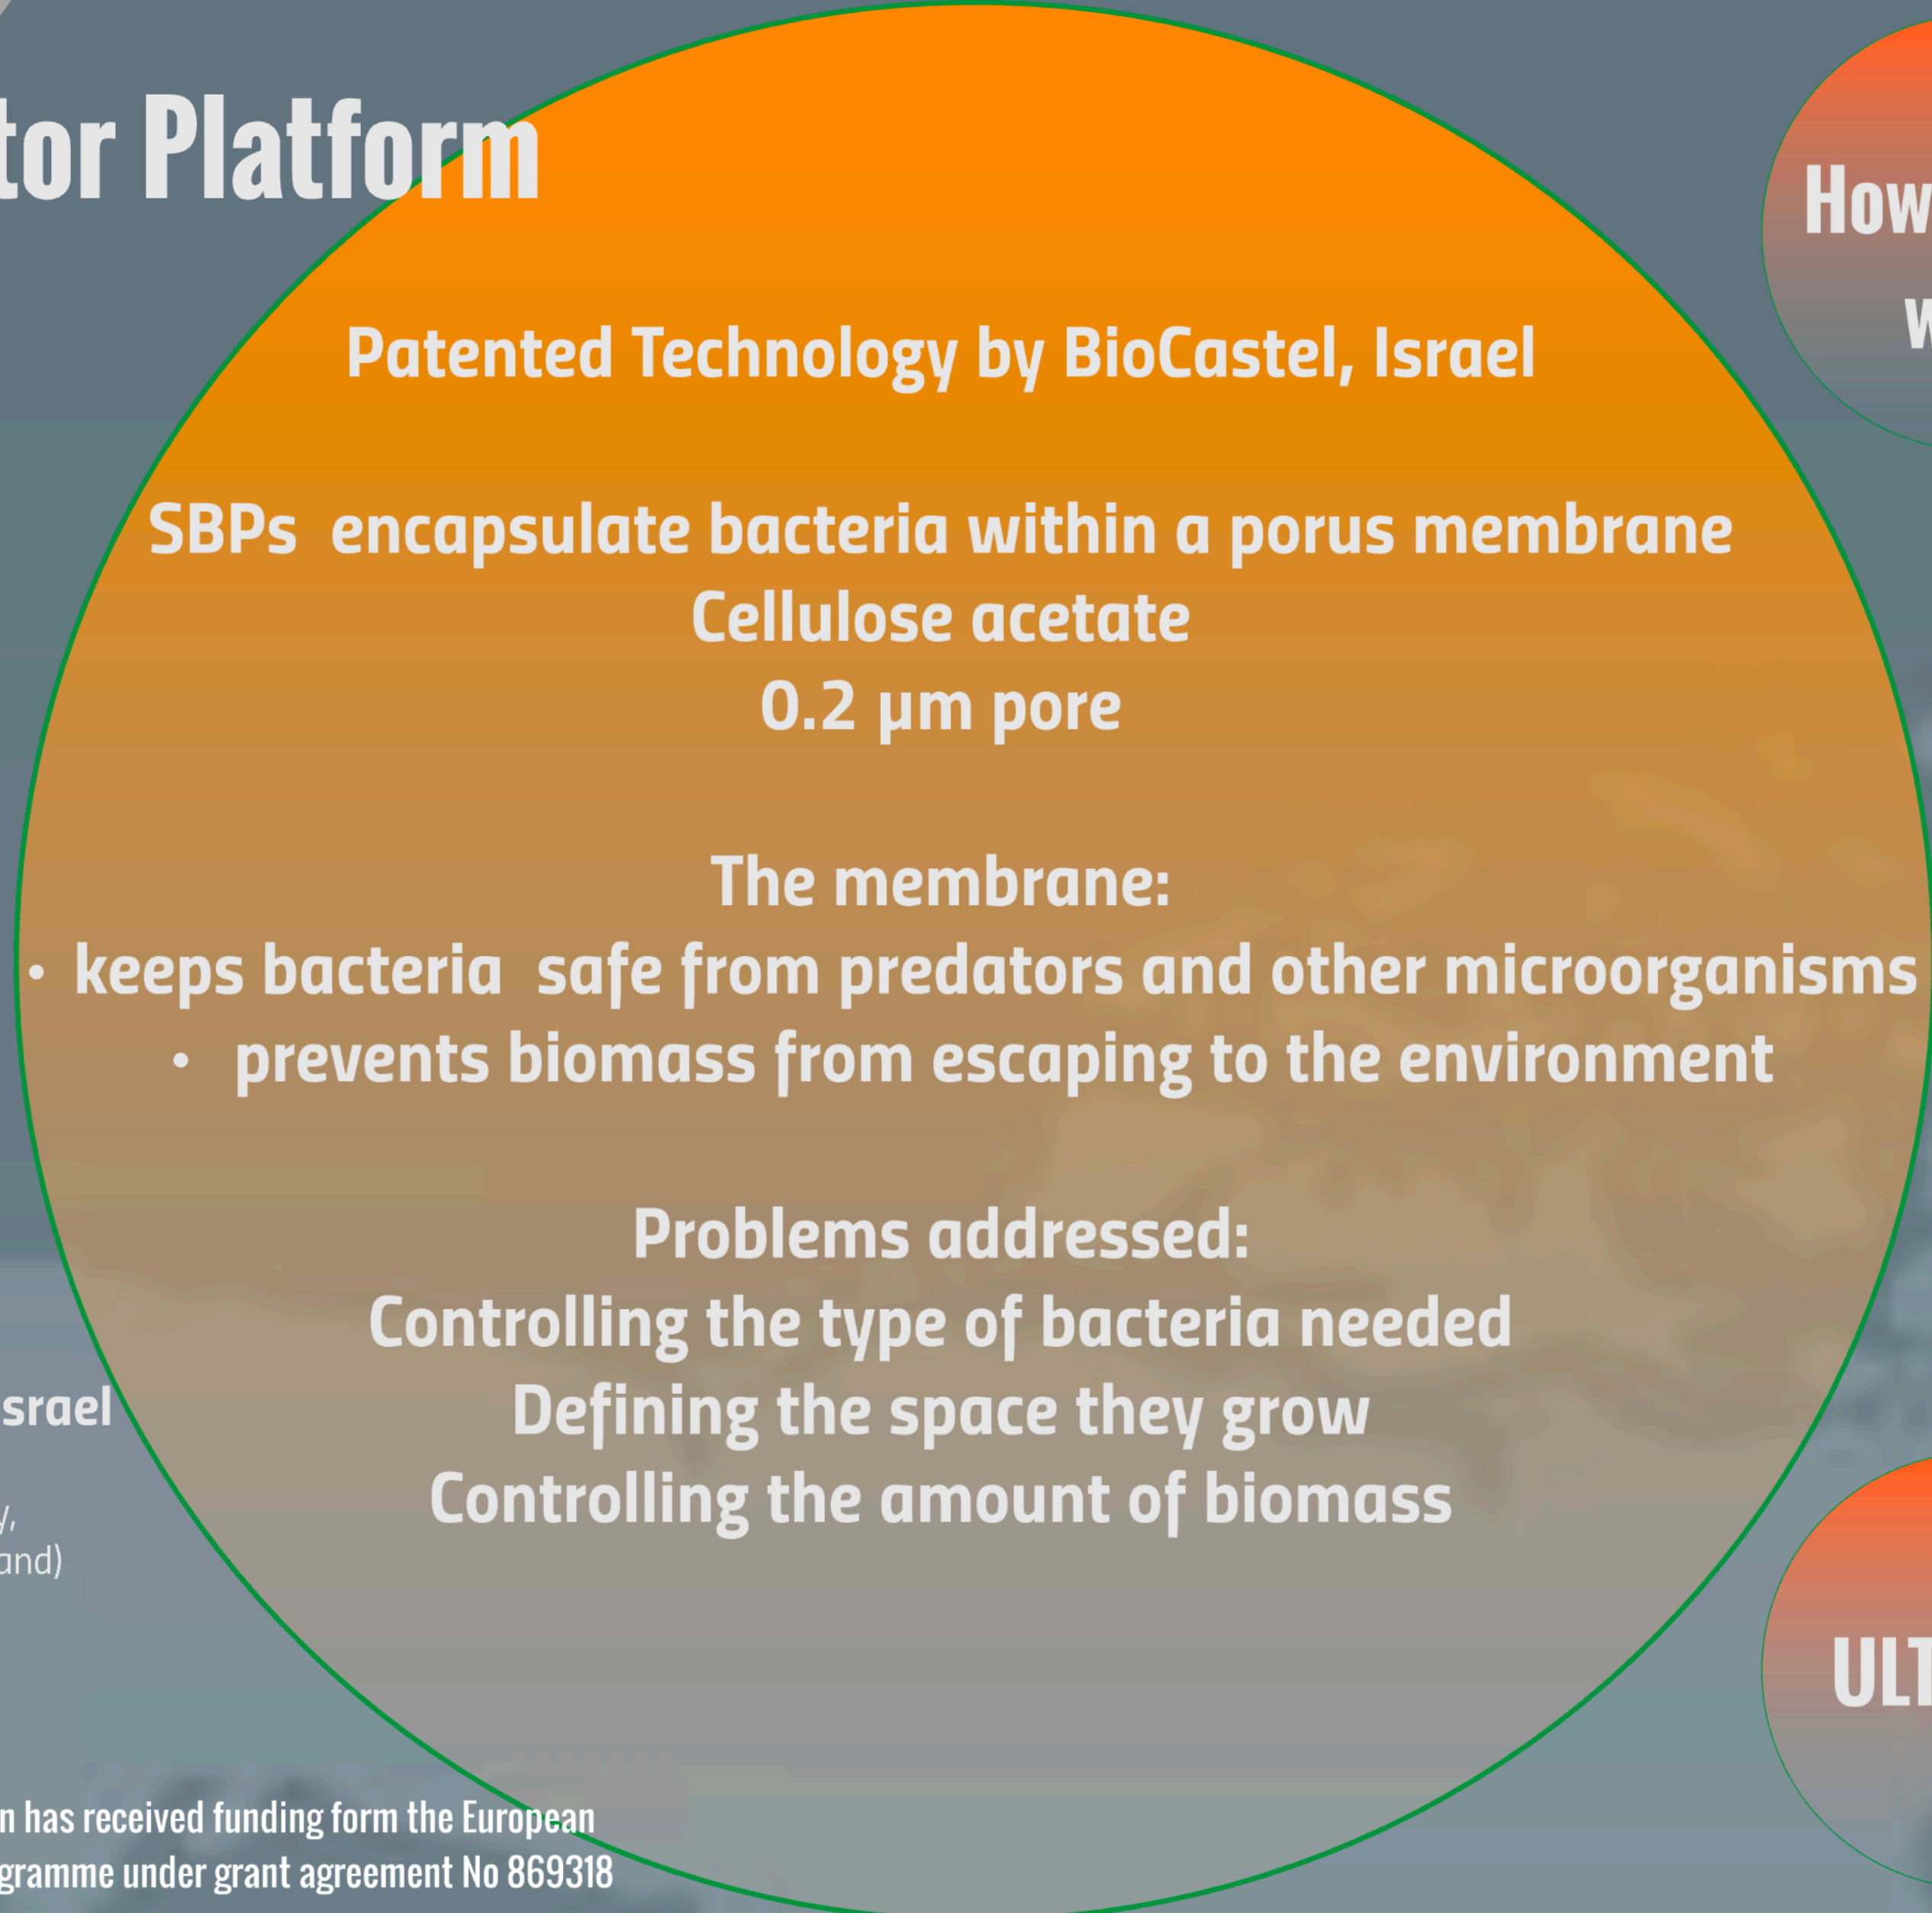 tor Platform
How
Patented Technology by BioCastel, Israel
SBPs encapsulate bacteria within a porus membrane
Cellulose acetate
0.2 µm pore
The membrane:
• keeps bacteria safe from predators and other microorganisms
• prevents biomass from escaping to the environment
Problems addressed:
Controlling the type of bacteria needed
Defining the space they grow
Controlling the amount of biomass
srael
y,
and)
ULT
n has received funding form the European
gramme under grant agreement No 869318